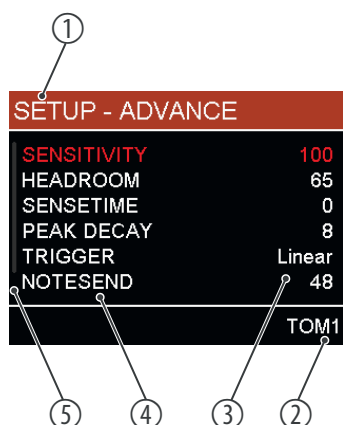 ①
SETUP - ADVANCE
SENSITIVITY 100
HEADROOM 65
SENSETIME 0
PEAK DECAY 8
TRIGGER Linear
NOTESEND 48
TOM1
⑤ ④ ③ ②